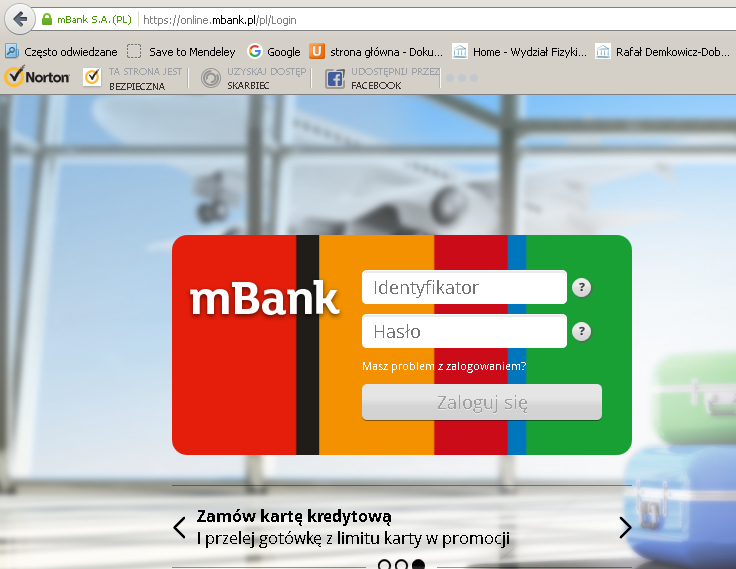 mBank S.A. (PL) https://online.mbank.pl/pl/Login
Często odwiedzane Save to Mendeley Google strona główna - Doku... Home - Wydział Fizyki... Rafał Demkowicz-Dob...
Norton TA STRONA JEST BEZPIECZNA UZYSKAJ DOSTĘP SKARBIEC UDOSTĘPNIJ PRZEZ FACEBOOK
mBank
Identyfikator ?
Hasło ?
Masz problem z zalogowaniem?
Zaloguj się
Zamów kartę kredytową
I przelej gotówkę z limitu karty w promocji